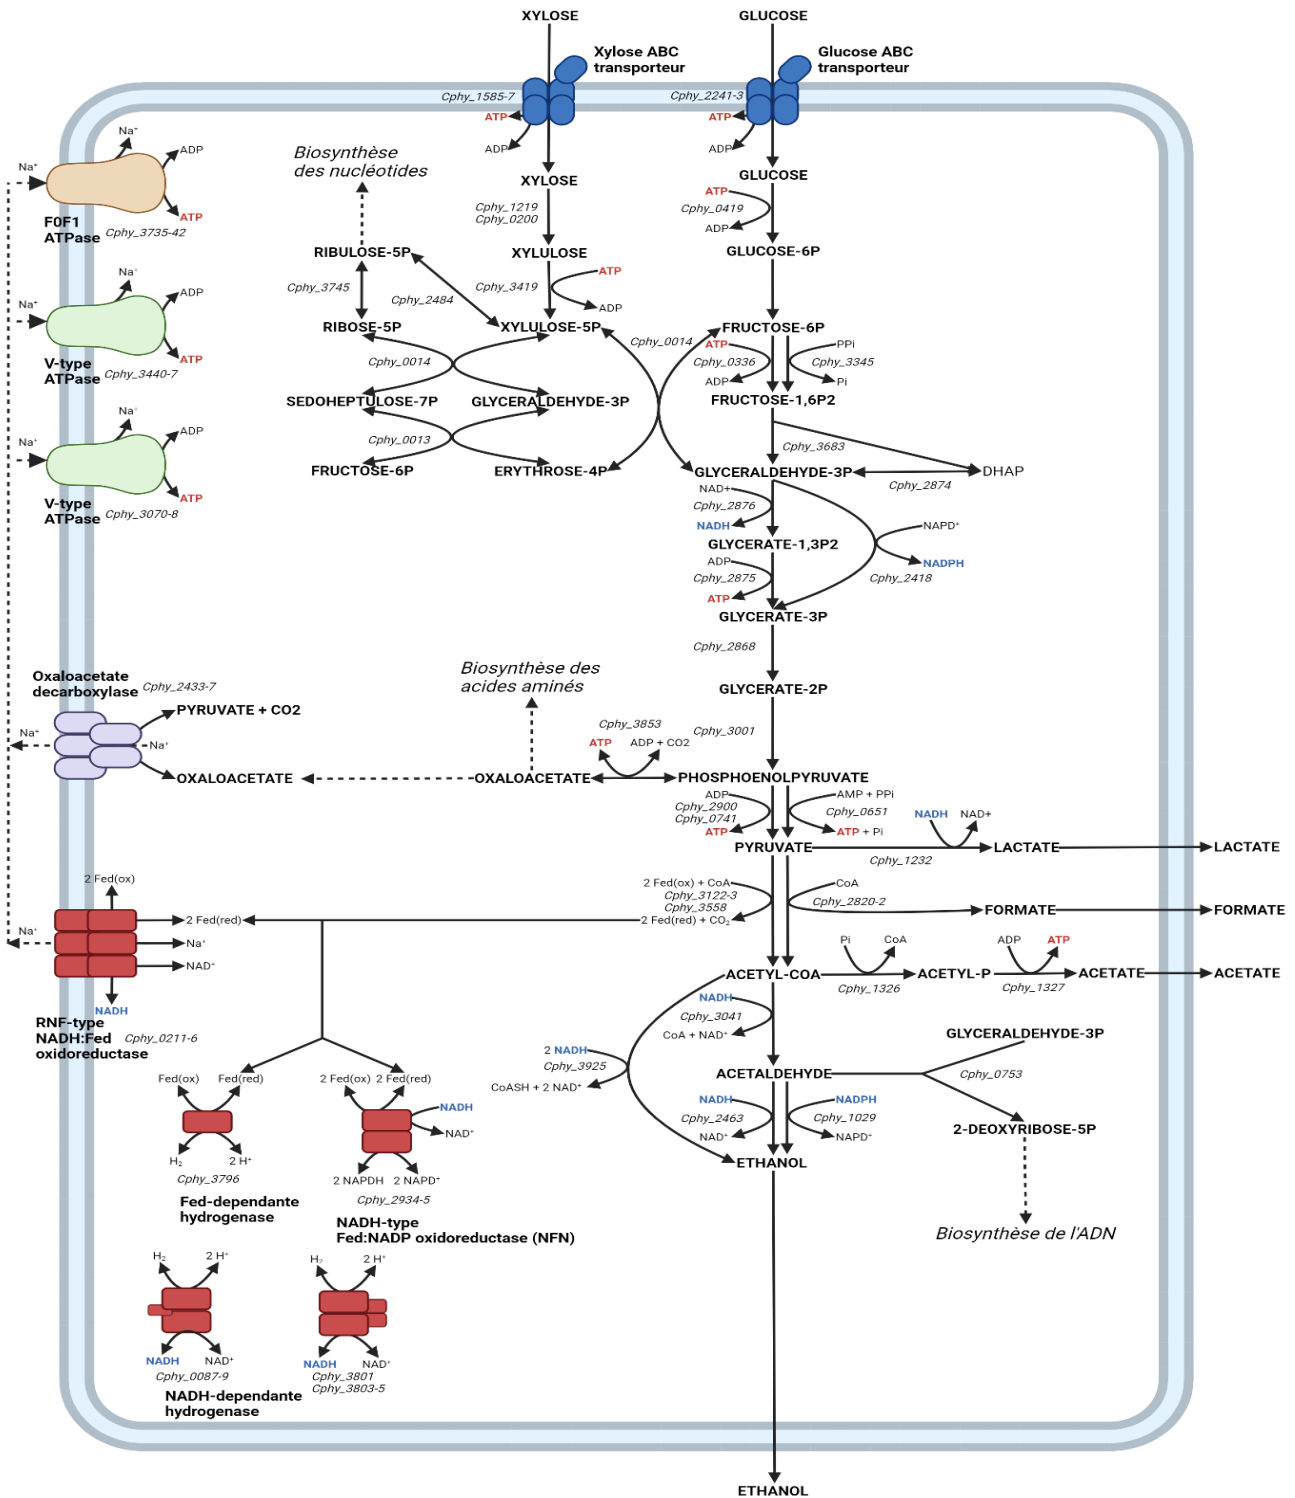 XYLOSE
GLUCOSE
Xylose ABC
transporteur
Glucose ABC
transporteur
Cphy_1585-7
Cphy_2241-3
ATP
ADP
ATP
ADP
XYLOSE
GLUCOSE
Na⁺
Na⁺
ADP
ATP
F0F1
ATPase
Cphy_3735-42
Na⁺
Na⁺
ADP
ATP
V-type
ATPase
Cphy_3440-7
Na⁺
Na⁺
ADP
ATP
V-type
ATPase
Cphy_3070-8
Biosynthèse
des nucléotides
Cphy_1219
Cphy_0200
ATP
Cphy_0419
ADP
RIBULOSE-5P
XYLULOSE
GLUCOSE-6P
Cphy_3745
Cphy_2484
Cphy_3419
ATP
ADP
RIBOSE-5P
XYLULOSE-5P
FRUCTOSE-6P
Cphy_0014
Cphy_0014
ATP
Cphy_0336
ADP
PPi
Cphy_3345
Pi
SEDOHEPTULOSE-7P
GLYCERALDEHYDE-3P
FRUCTOSE-1,6P2
Cphy_0013
Cphy_3683
FRUCTOSE-6P
ERYTHROSE-4P
GLYCERALDEHYDE-3P
DHAP
Cphy_2874
NAD+
Cphy_2876
NADH
NAPD⁺
NADPH
Cphy_2418
GLYCERATE-1,3P2
ADP
Cphy_2875
ATP
GLYCERATE-3P
Cphy_2868
GLYCERATE-2P
Cphy_3001
Oxaloacetate
decarboxylase
Cphy_2433-7
PYRUVATE + CO2
Na⁺
Na⁺
OXALOACETATE
Biosynthèse des
acides aminés
Cphy_3853
ATP
ADP + CO2
OXALOACETATE
PHOSPHOENOLPYRUVATE
ADP
Cphy_2900
Cphy_0741
ATP
AMP + PPi
Cphy_0651
ATP + Pi
NADH
NAD+
PYRUVATE
Cphy_1232
LACTATE
LACTATE
2 Fed(ox) + CoA
Cphy_3122-3
Cphy_3558
2 Fed(red) + CO₂
CoA
Cphy_2820-2
FORMATE
FORMATE
2 Fed(ox)
2 Fed(red)
Na⁺
Na⁺
NAD⁺
NADH
RNF-type
NADH:Fed
oxidoreductase
Cphy_0211-6
Pi
CoA
ADP
ATP
ACETYL-COA
Cphy_1326
ACETYL-P
Cphy_1327
ACETATE
ACETATE
NADH
Cphy_3041
CoA + NAD⁺
2 NADH
Cphy_3925
CoASH + 2 NAD⁺
GLYCERALDEHYDE-3P
ACETALDEHYDE
Cphy_0753
NADH
Cphy_2463
NAD⁺
NADPH
Cphy_1029
NAPD⁺
2-DEOXYRIBOSE-5P
ETHANOL
Biosynthèse de l'ADN
Fed(ox)
Fed(red)
H₂
2 H⁺
Cphy_3796
Fed-dependante
hydrogenase
2 Fed(ox)
2 Fed(red)
NADH
NAD⁺
2 NAPDH
2 NAPD⁺
Cphy_2934-5
NADH-type
Fed:NADP oxidoreductase (NFN)
H₂
2 H⁺
NADH
NAD⁺
Cphy_0087-9
NADH-dependante
hydrogenase
H₂
2 H⁺
NADH
NAD⁺
Cphy_3801
Cphy_3803-5
ETHANOL